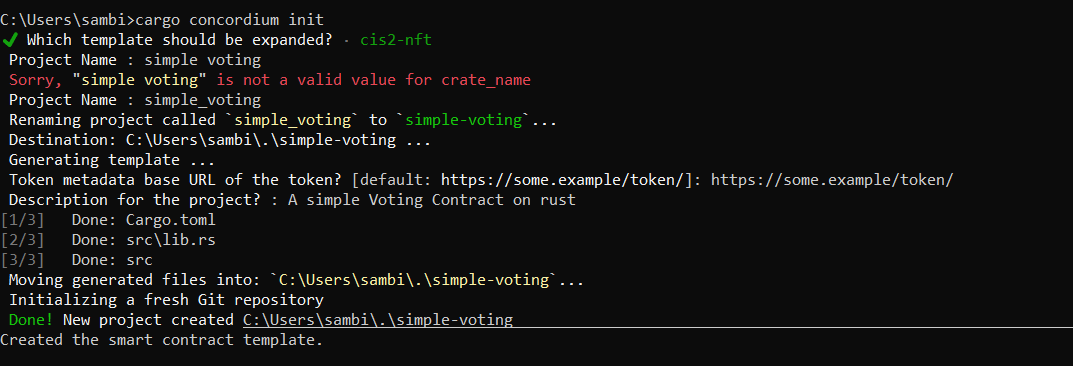 C:\Users\sambi>cargo concordium init
✔ Which template should be expanded? · cis2-nft
Project Name : simple voting
Sorry, "simple voting" is not a valid value for crate_name
Project Name : simple_voting
Renaming project called `simple_voting` to `simple-voting`...
Destination: C:\Users\sambi\.\simple-voting ...
Generating template ...
Token metadata base URL of the token? [default: https://some.example/token/]: https://some.example/token/
Description for the project? : A simple Voting Contract on rust
[1/3]   Done: Cargo.toml
[2/3]   Done: src\lib.rs
[3/3]   Done: src
Moving generated files into: `C:\Users\sambi\.\simple-voting`...
Initializing a fresh Git repository
Done! New project created C:\Users\sambi\.\simple-voting
Created the smart contract template.